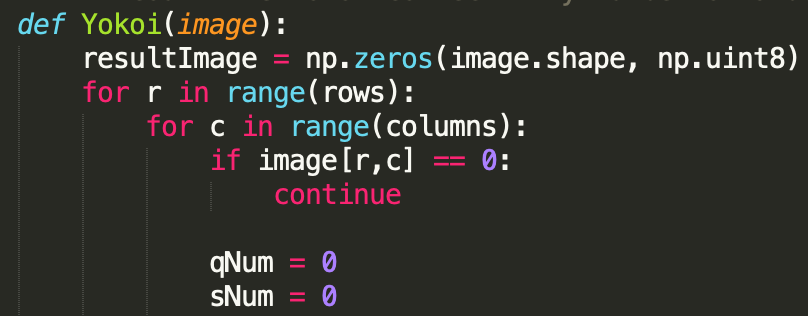 def Yokoi(image):
    resultImage = np.zeros(image.shape, np.uint8)
    for r in range(rows):
        for c in range(columns):
            if image[r,c] == 0:
                continue

            qNum = 0
            sNum = 0